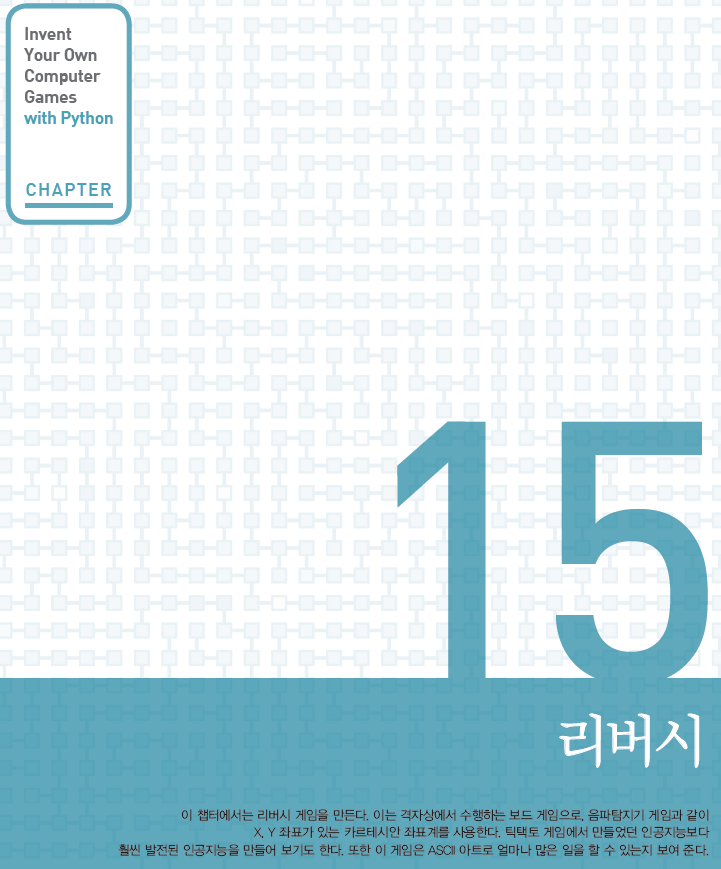 Invent
Your Own
Computer
Games
with Python
CHAPTER
15
리버시
이 챕터에서는 리버시 게임을 만든다. 이는 격자상에서 수행하는 보드 게임으로, 음파탐지기 게임과 같이
X, Y 좌표가 있는 카르테시안 좌표계를 사용한다. 틱택토 게임에서 만들었던 인공지능보다
훨씬 발전된 인공지능을 만들어 보기도 한다. 또한 이 게임은 ASCII 아트로 얼마나 많은 일을 할 수 있는지 보여 준다.